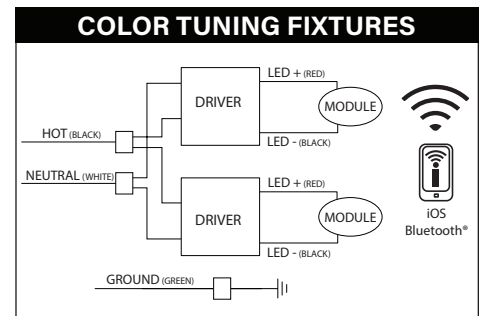 COLOR TUNING FIXTURES
LED + (RED)
DRIVER
MODULE
HOT (BLACK)
LED - (BLACK)
NEUTRAL (WHITE)
LED + (RED)
DRIVER
MODULE
iOS
Bluetooth®
LED - (BLACK)
GROUND (GREEN)